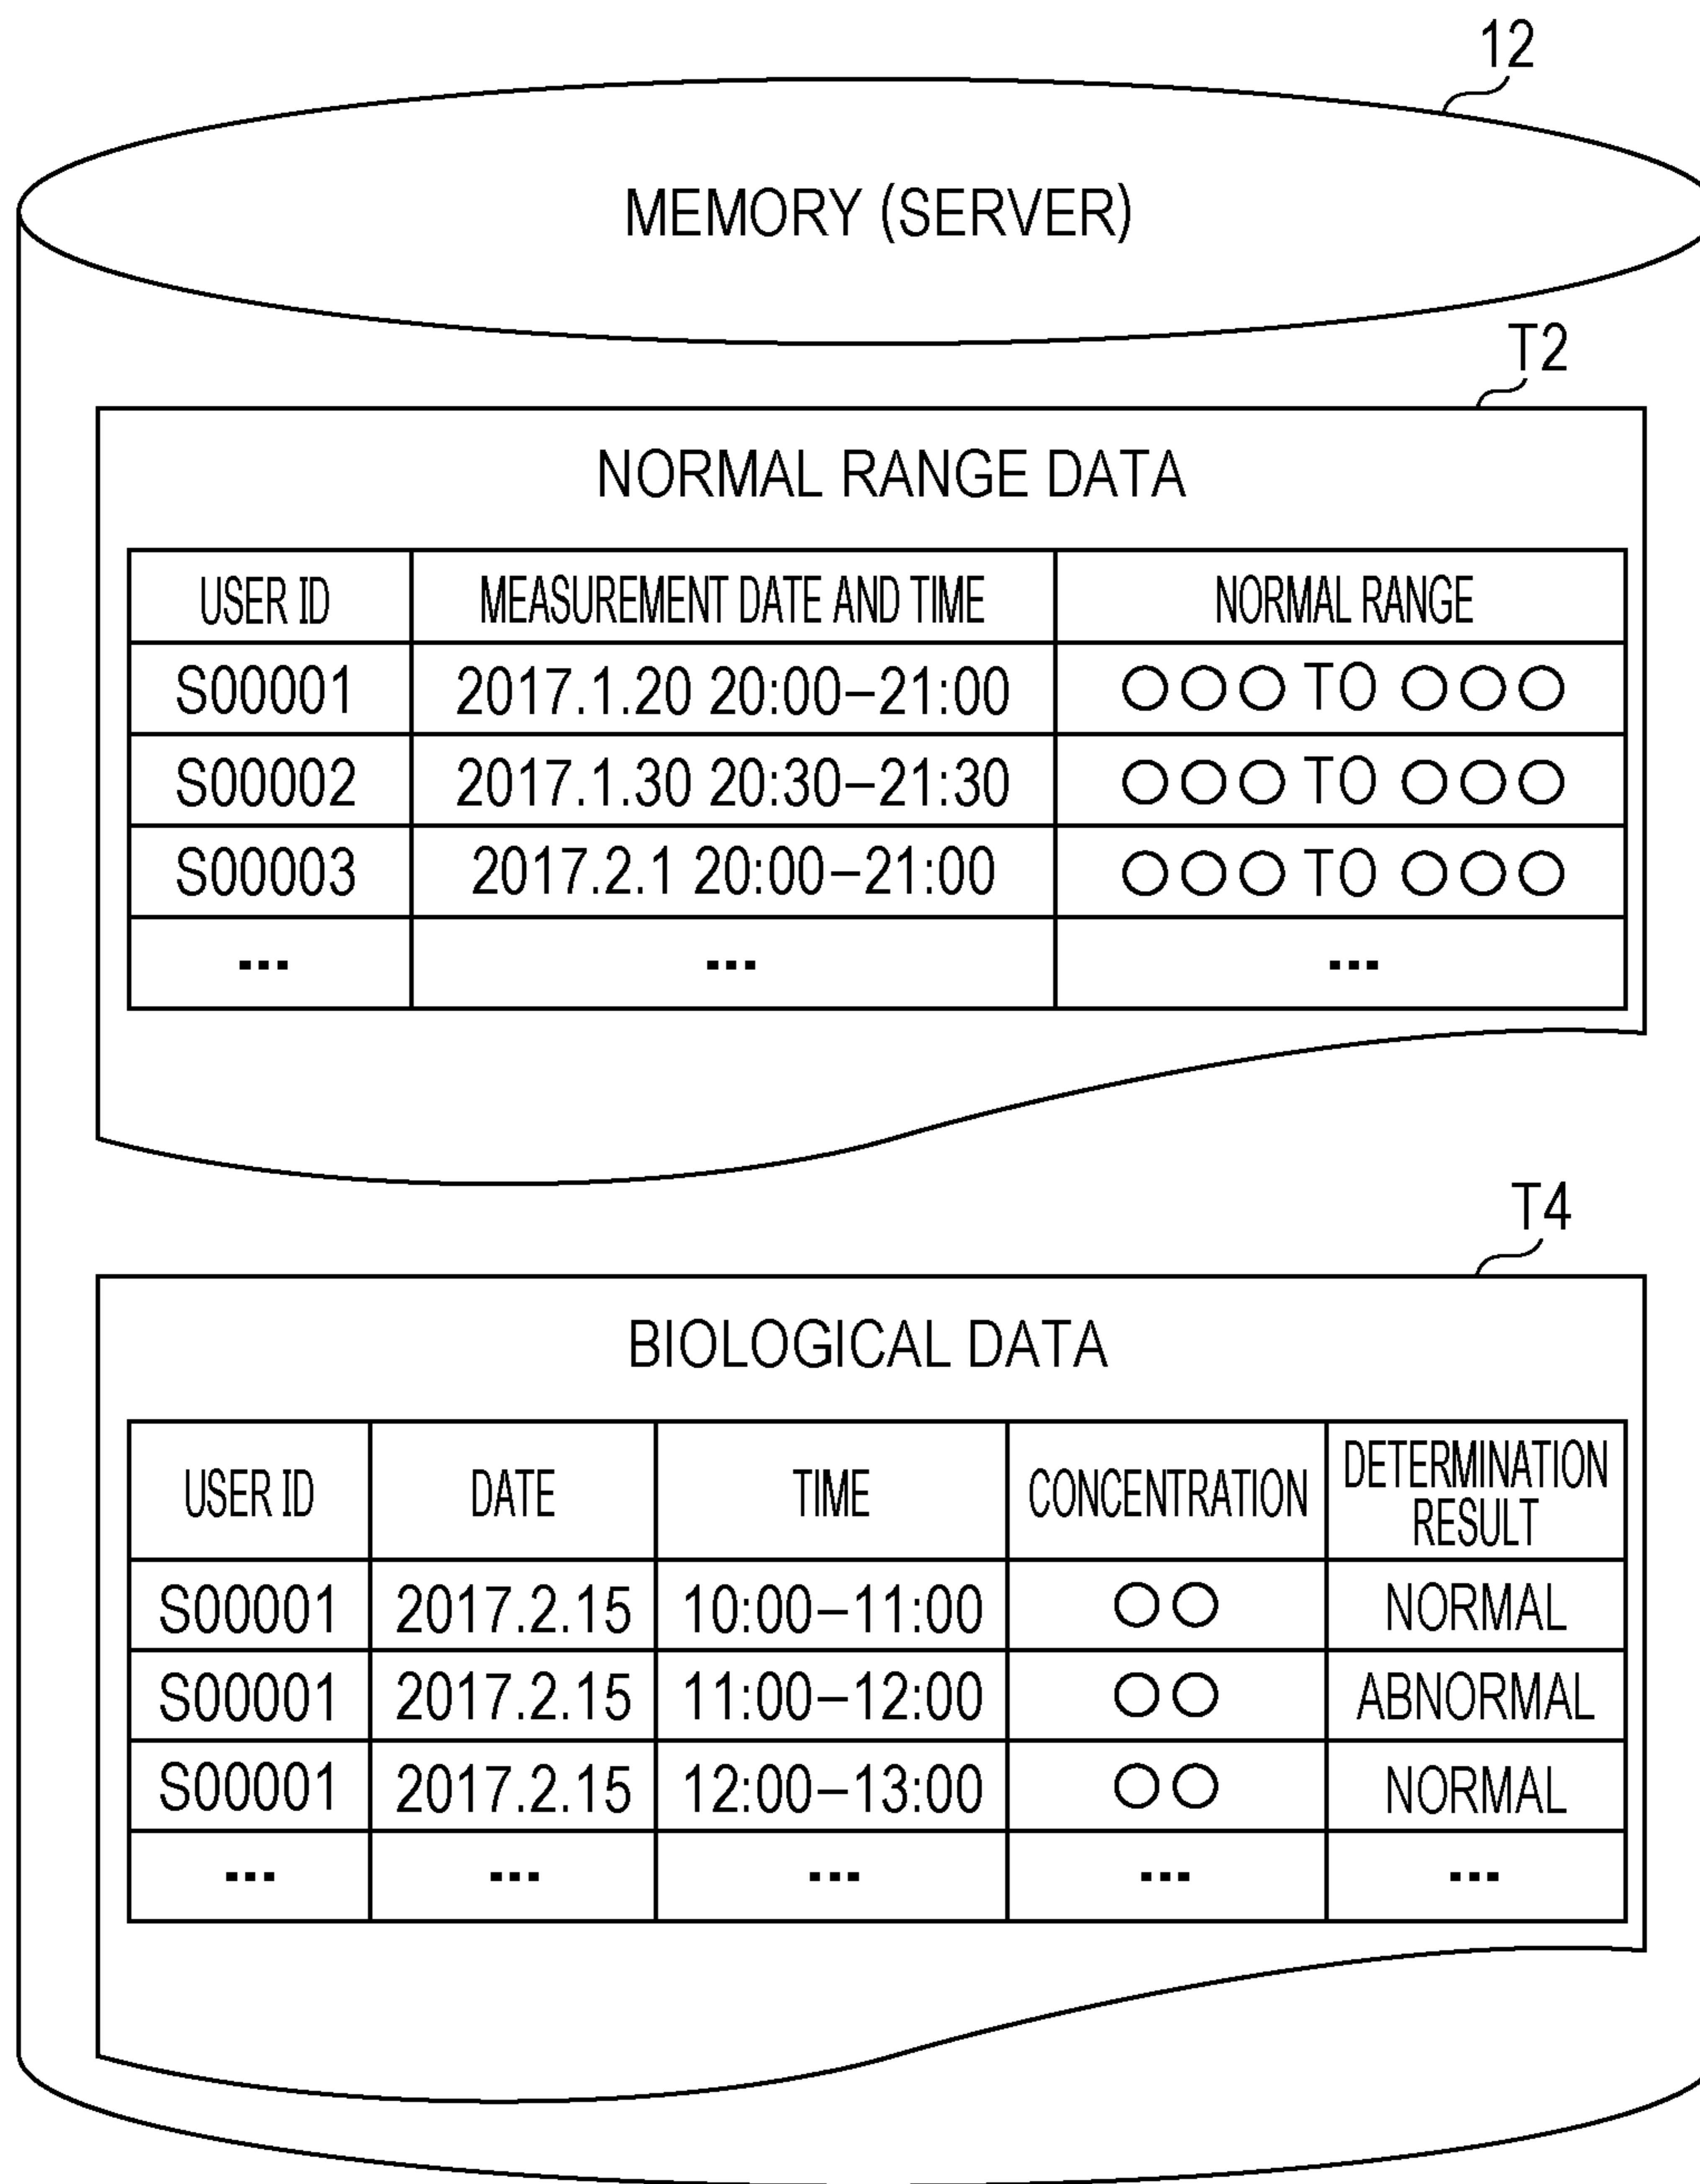 12
MEMORY (SERVER)
T2
NORMAL RANGE DATA
USER ID MEASUREMENT DATE AND TIME NORMAL RANGE
S00001 2017.1.20 20:00–21:00 ○○○ TO ○○○
S00002 2017.1.30 20:30–21:30 ○○○ TO ○○○
S00003 2017.2.1 20:00–21:00 ○○○ TO ○○○
... ... ...
T4
BIOLOGICAL DATA
USER ID DATE TIME CONCENTRATION DETERMINATION
RESULT
S00001 2017.2.15 10:00–11:00 ○○ NORMAL
S00001 2017.2.15 11:00–12:00 ○○ ABNORMAL
S00001 2017.2.15 12:00–13:00 ○○ NORMAL
... ... ... ... ...